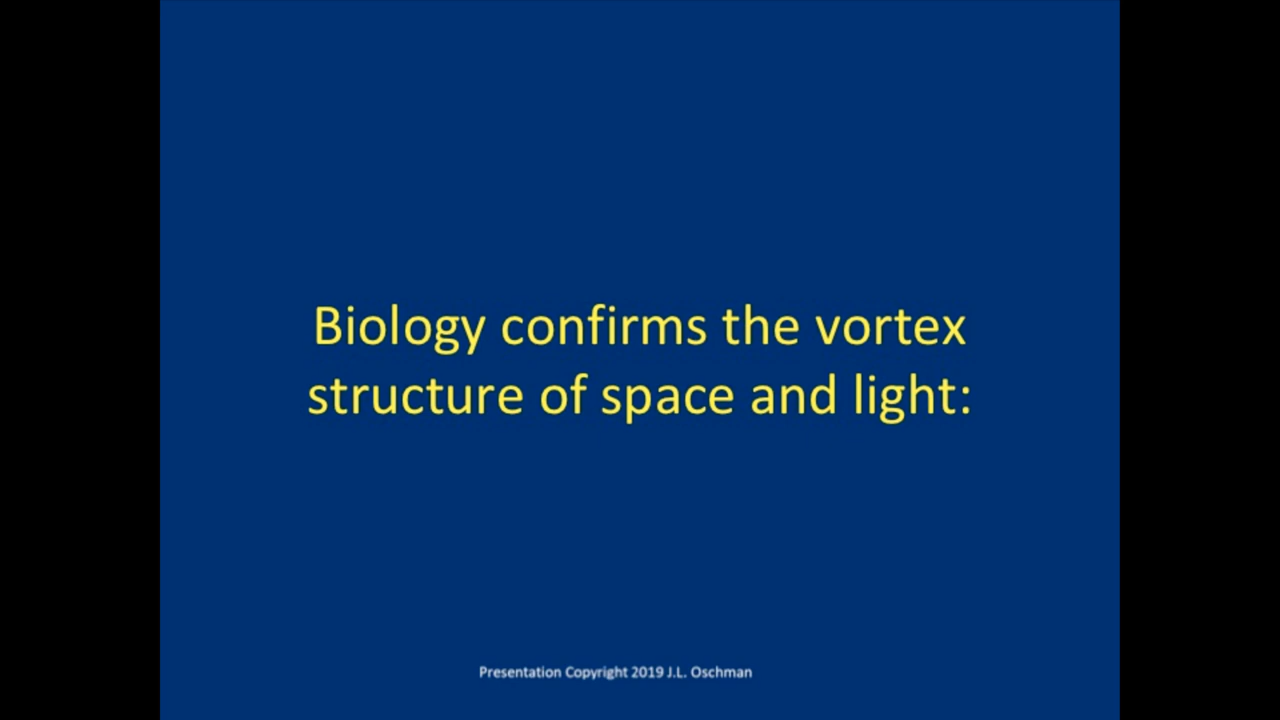 Biology confirms the vortex
structure of space and light:
Presentation Copyright 2019 J.L. Oschman